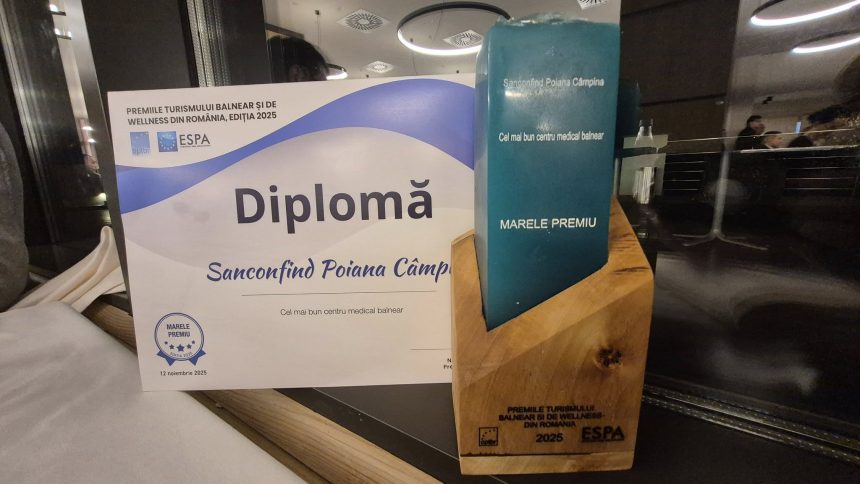 PREMIILE TURISMULUI BALNEAR ȘI DE
WELLNESS DIN ROMÂNIA, EDIȚIA 2025
ESPA
Diplomă
Sanconfind Poiana Câmpi
Cel mai bun centru medical balnear
MARELE
PREMIU
12 noiembrie 2025
Sanconfind Poiana Câmpina
Cel mai bun centru medical balnear
MARELE PREMIU
PREMIILE TURISMULUI
BALNEAR SI DE WELLNESS
DIN ROMANIA
2025
ESPA